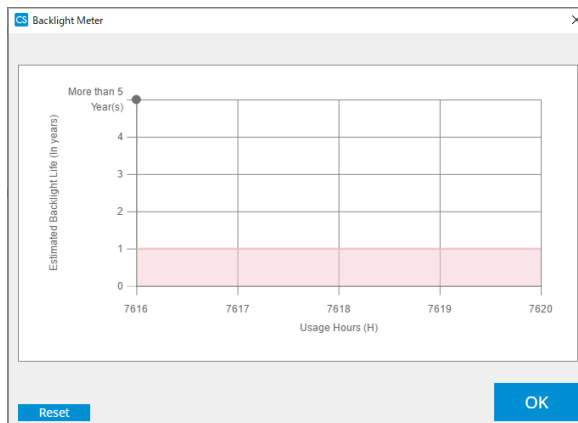 CS Backlight Meter
More than 5
Year(s)
4
3
2
1
0
Estimated Backlight Life (In years)
7616 7617 7618 7619 7620
Usage Hours (H)
Reset
OK